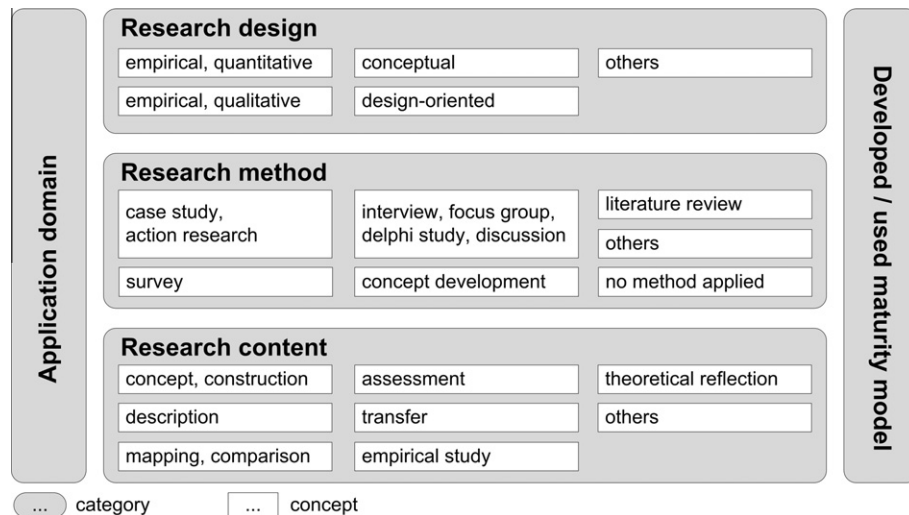 Application domain
Research design
empirical, quantitative
conceptual
others
empirical, qualitative
design-oriented
Research method
case study,
action research
interview, focus group,
delphi study, discussion
literature review
others
survey
concept development
no method applied
Research content
concept, construction
assessment
theoretical reflection
description
transfer
others
mapping, comparison
empirical study
Developed / used maturity model
... category
... concept